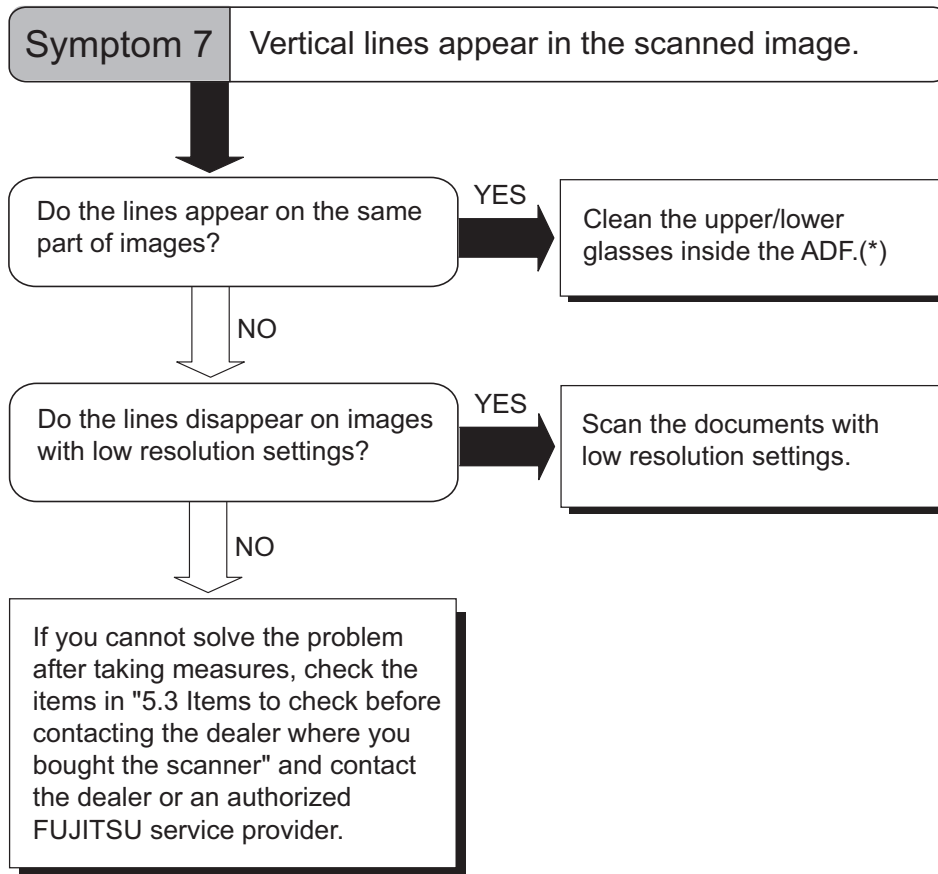 Symptom 7
Vertical lines appear in the scanned image.
Do the lines appear on the same
part of images?
YES
Clean the upper/lower
glasses inside the ADF.(*)
NO
Do the lines disappear on images
with low resolution settings?
YES
Scan the documents with
low resolution settings.
NO
If you cannot solve the problem
after taking measures, check the
items in "5.3 Items to check before
contacting the dealer where you
bought the scanner" and contact
the dealer or an authorized
FUJITSU service provider.